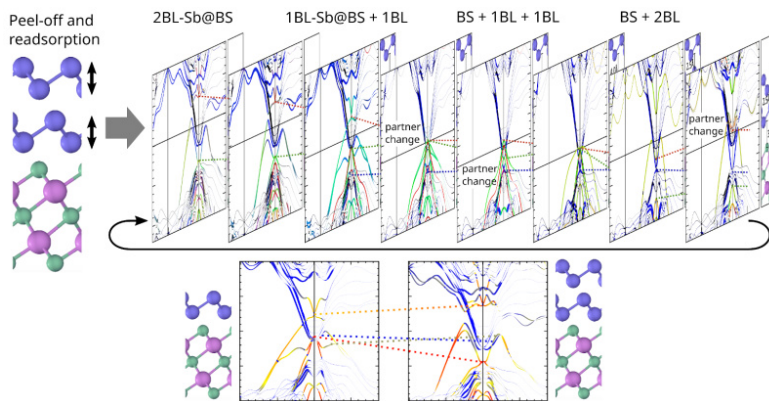 Peel-off and
readsorption
2BL-Sb@BS
1BL-Sb@BS + 1BL
BS + 1BL + 1BL
BS + 2BL
partner
change
partner
change
partner
change